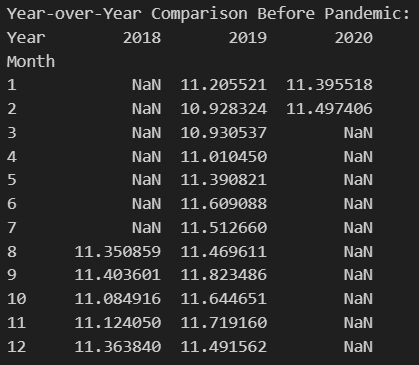 Year-over-Year Comparison Before Pandemic:
Year 2018 2019 2020
Month
1 NaN 11.205521 11.395518
2 NaN 10.928324 11.497406
3 NaN 10.930537 NaN
4 NaN 11.010450 NaN
5 NaN 11.390821 NaN
6 NaN 11.609088 NaN
7 NaN 11.512660 NaN
8 11.350859 11.469611 NaN
9 11.403601 11.823486 NaN
10 11.084916 11.644651 NaN
11 11.124050 11.719160 NaN
12 11.363840 11.491562 NaN